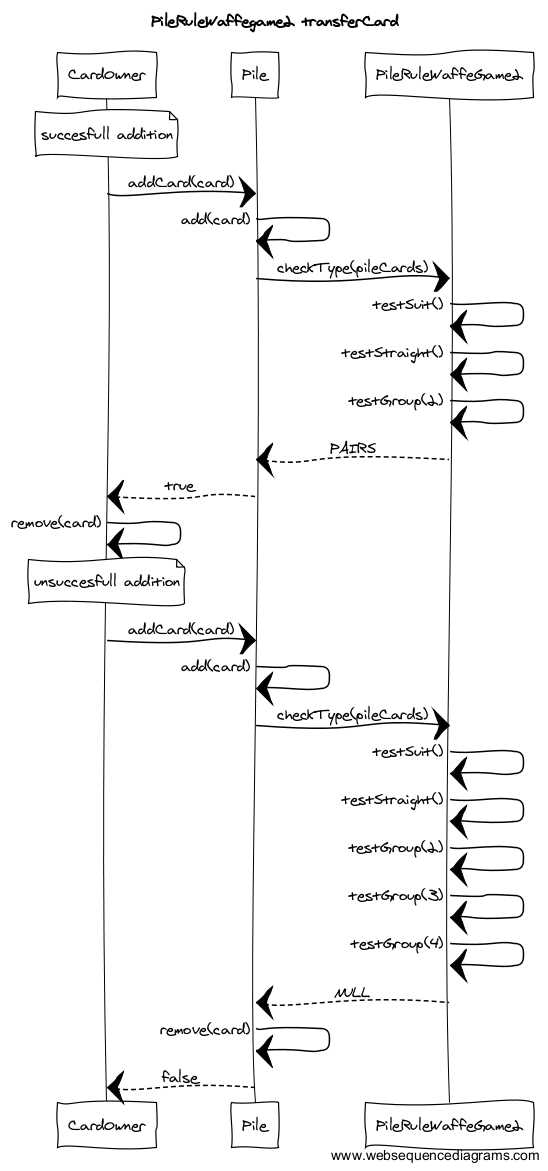 PileRuleWaffegame2 transferCard
CardOwner
Pile
PileRuleWaffeGame2
succesfull addition
addCard(card)
add(card)
checkType(pileCards)
testSuit()
testStraight()
testGroup(2)
PAIRS
true
remove(card)
unsuccesfull addition
addCard(card)
add(card)
checkType(pileCards)
testSuit()
testStraight()
testGroup(2)
testGroup(3)
testGroup(4)
NULL
remove(card)
false
CardOwner
Pile
PileRuleWaffeGame2
www.websequencediagrams.com